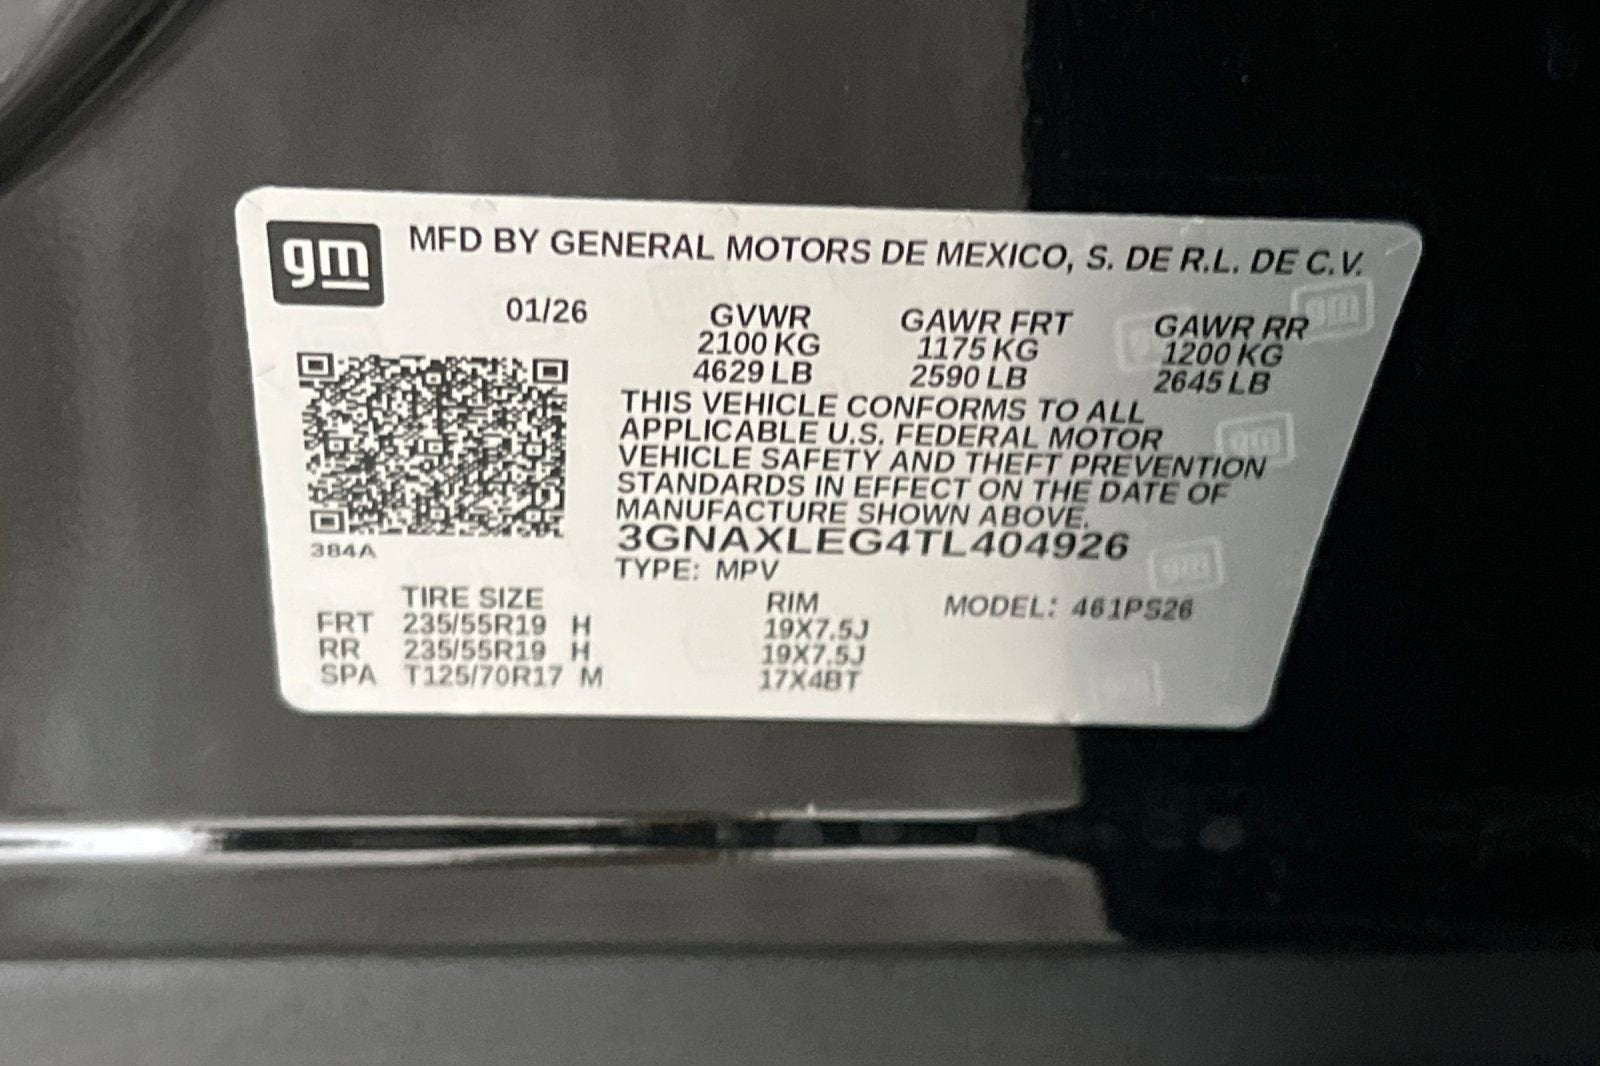 gm MFD BY GENERAL MOTORS DE MEXICO, S. DE R.L. DE C.V.
01/26 GVWR GAWR FRT GAWR RR
2100 KG 1175 KG 1200 KG
4629 LB 2590 LB 2645 LB
THIS VEHICLE CONFORMS TO ALL
APPLICABLE U.S. FEDERAL MOTOR
VEHICLE SAFETY AND THEFT PREVENTION
STANDARDS IN EFFECT ON THE DATE OF
MANUFACTURE SHOWN ABOVE.
3GNAXLEG4TL404926
384A
TYPE: MPV
TIRE SIZE RIM MODEL: 461PS26
FRT 235/55R19 H 19X7.5J
RR 235/55R19 H 19X7.5J
SPA T125/70R17 M 17X4BT